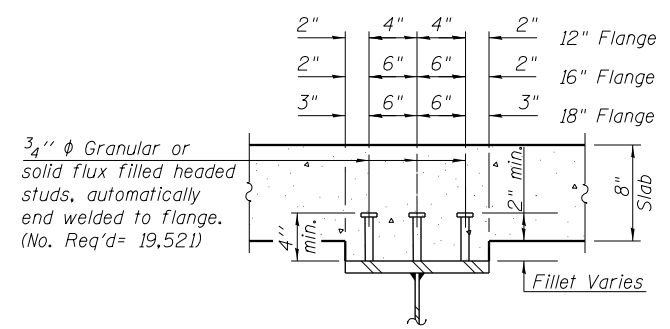 2" 4" 4" 2" 12" Flange
2" 6" 6" 2" 16" Flange
3" 6" 6" 3" 18" Flange
3/4" ϕ Granular or
solid flux filled headed
studs, automatically
end welded to flange.
(No. Req'd= 19,521)
4" min.
2" min.
8" Slab
Fillet Varies